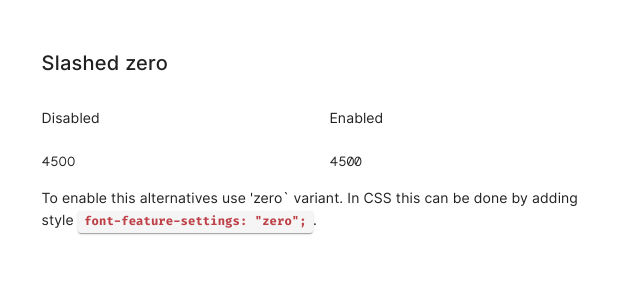 Slashed zero
Disabled
Enabled
4500
4500
To enable this alternatives use 'zero` variant. In CSS this can be done by adding
style font-feature-settings: "zero"; .